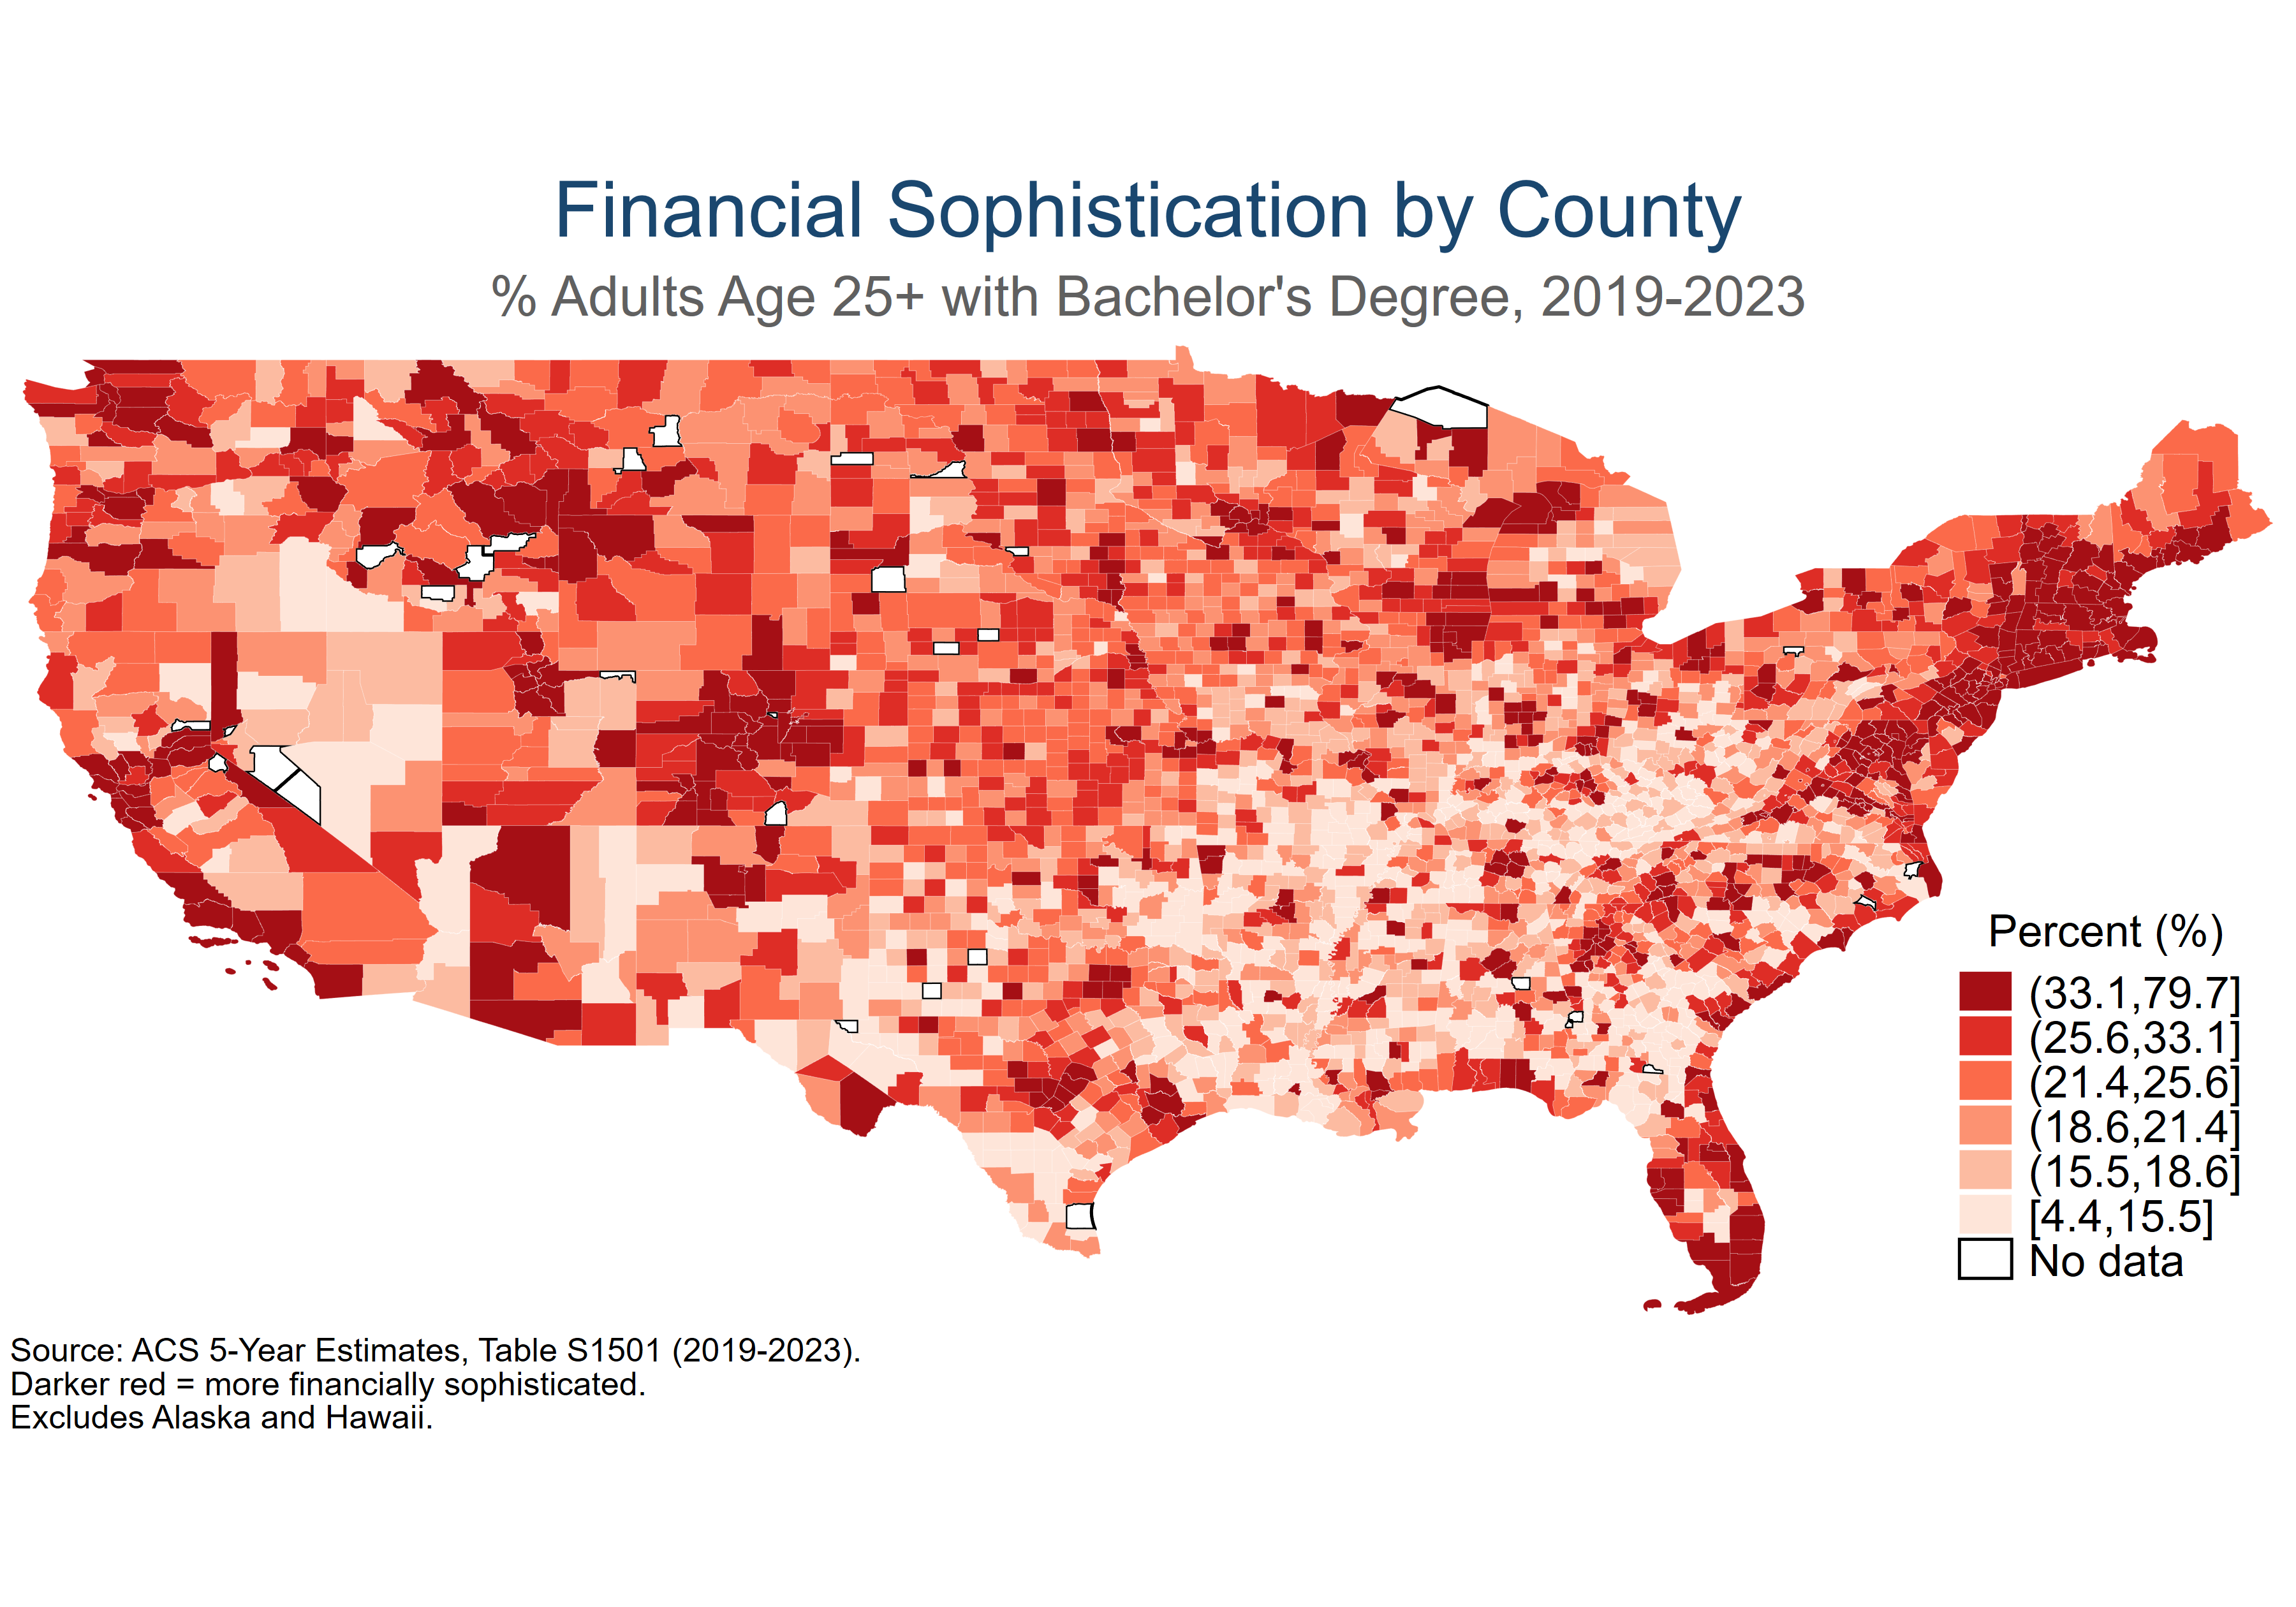 Financial Sophistication by County
% Adults Age 25+ with Bachelor's Degree, 2019-2023
Percent (%)
(33.1,79.7]
(25.6,33.1]
(21.4,25.6]
(18.6,21.4]
(15.5,18.6]
[4.4,15.5]
No data
Source: ACS 5-Year Estimates, Table S1501 (2019-2023).
Darker red = more financially sophisticated.
Excludes Alaska and Hawaii.